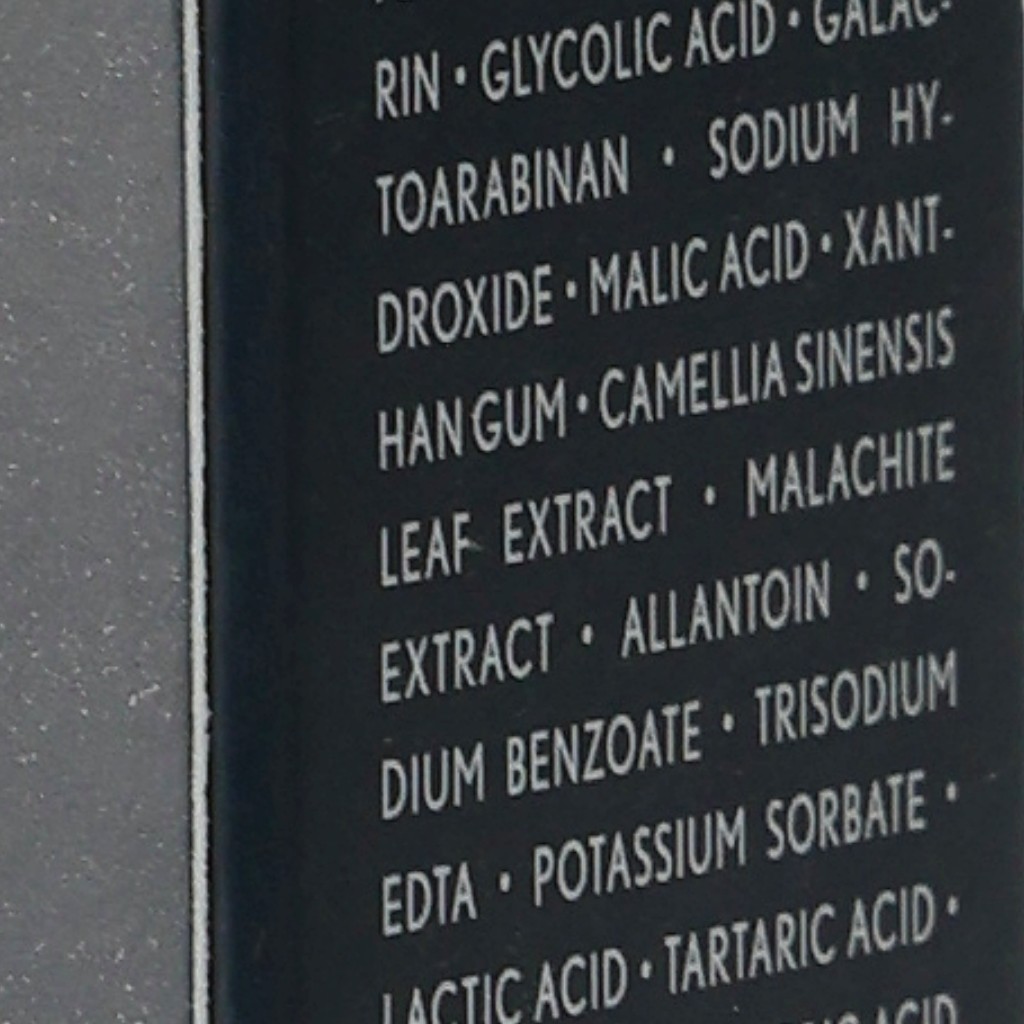 RIN • GLYCOLIC ACID • GALAC-
TOARABINAN • SODIUM HY-
DROXIDE • MALIC ACID • XANT-
HAN GUM • CAMELLIA SINENSIS
LEAF EXTRACT • MALACHITE
EXTRACT • ALLANTOIN • SO-
DIUM BENZOATE • TRISODIUM
EDTA • POTASSIUM SORBATE •
LACTIC ACID • TARTARIC ACID •
ACID